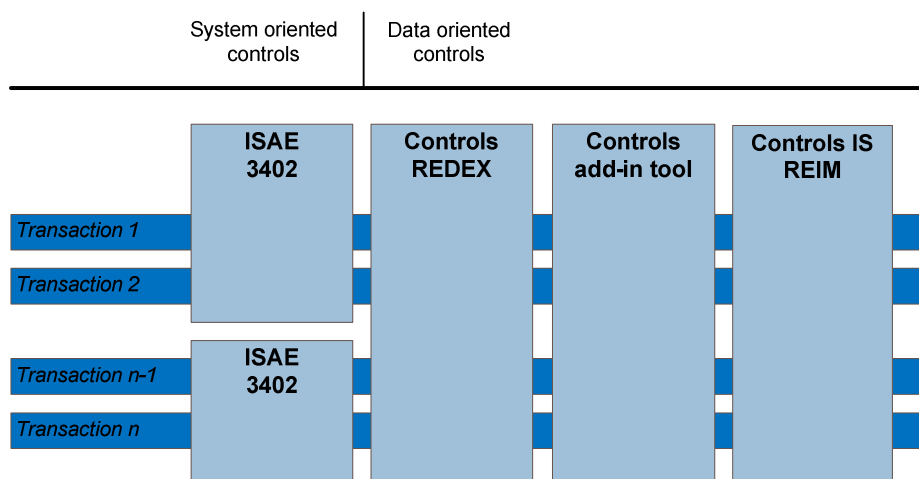 System oriented
controls
Data oriented
controls
ISAE
3402
Controls
REDEX
Controls
add-in tool
Controls IS
REIM
Transaction 1
Transaction 2
ISAE
3402
Transaction n-1
Transaction n